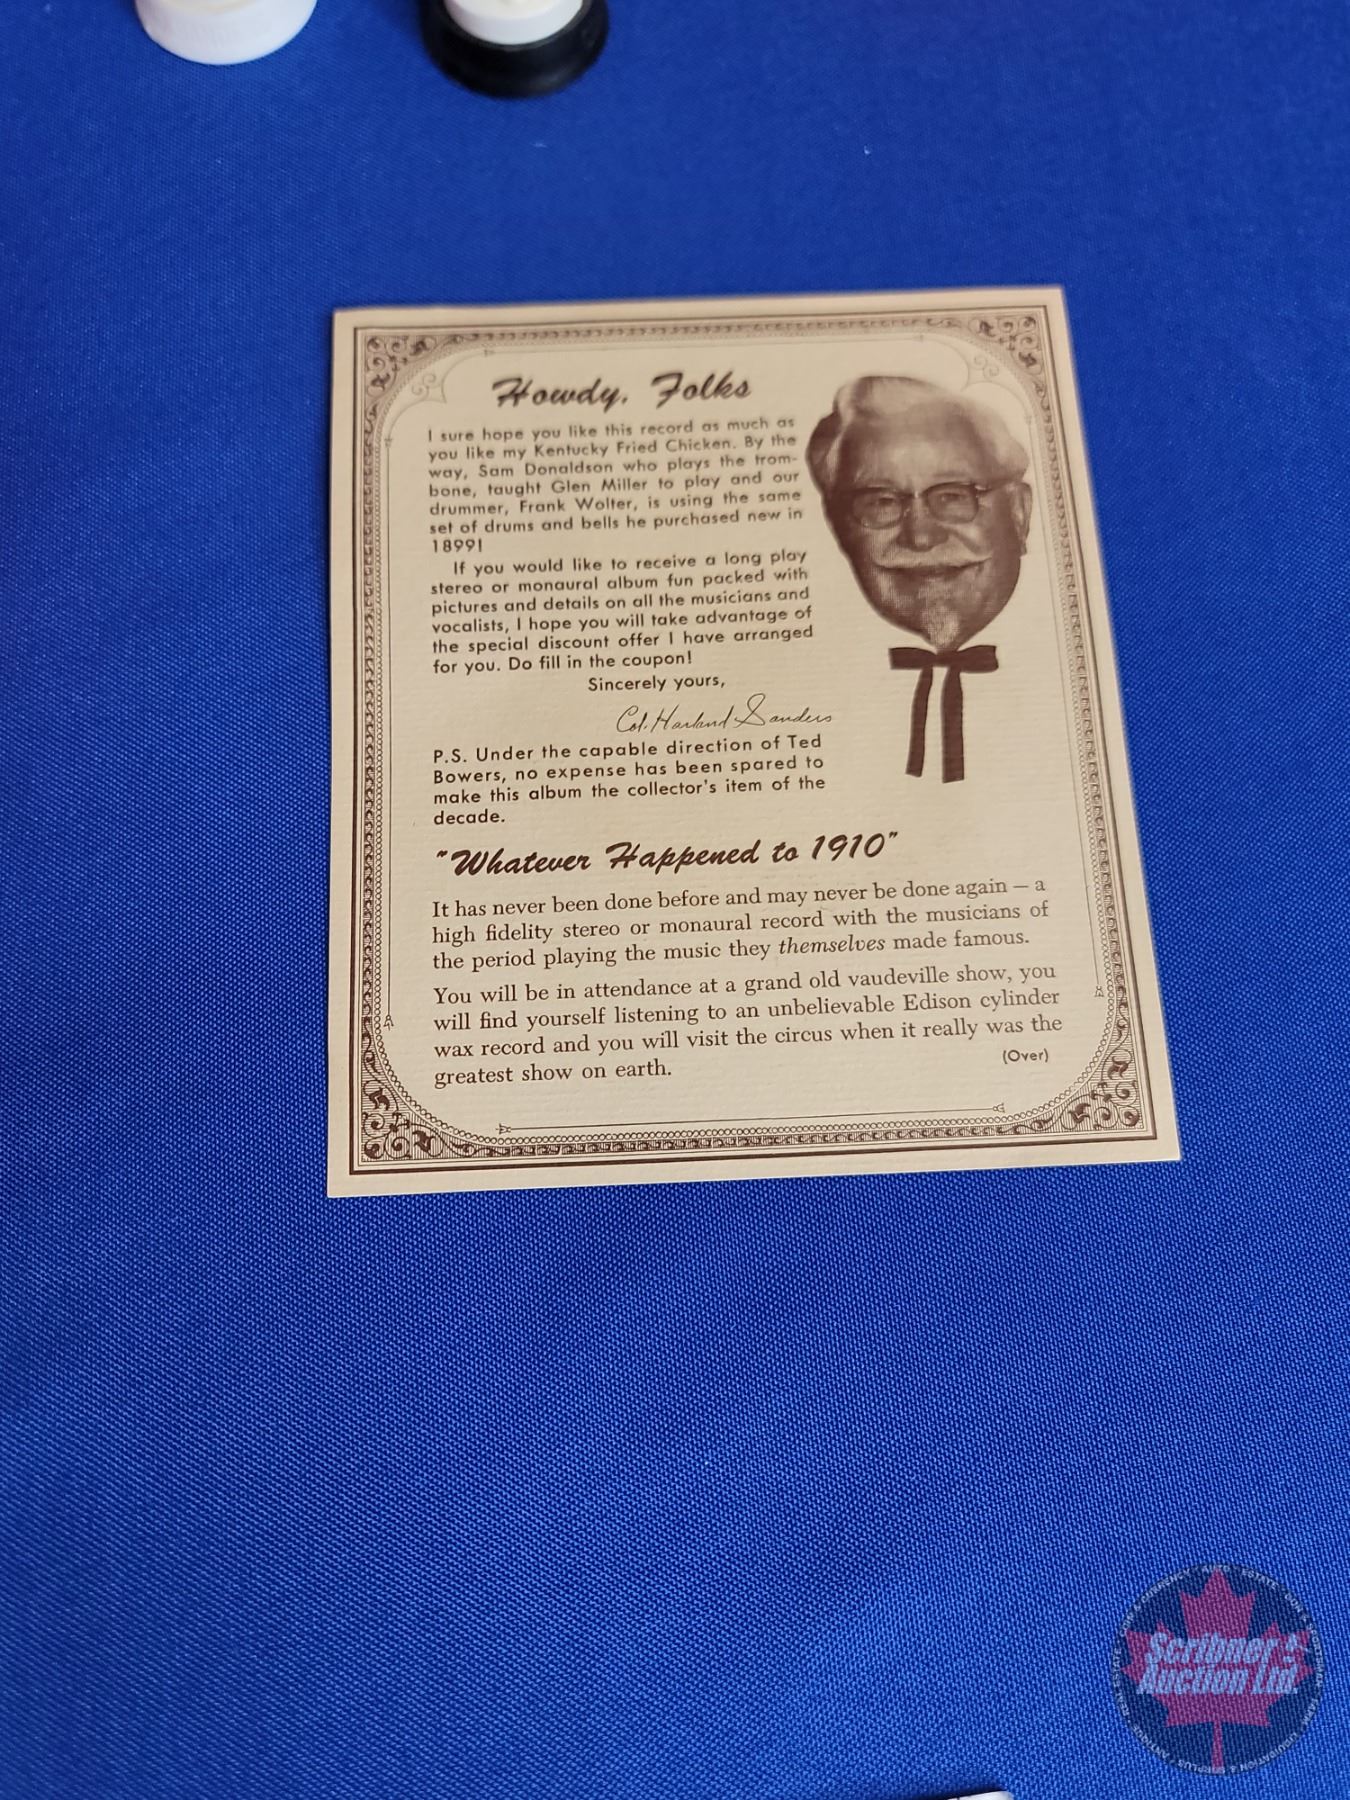 Howdy, Folks
I sure hope you like this record as much as
you like my Kentucky Fried Chicken. By the
way, Sam Donaldson who plays the trom-
bone, taught Glen Miller to play and our
drummer, Frank Wolter, is using the same
set of drums and bells he purchased new in
1899!
If you would like to receive a long play
stereo or monaural album fun packed with
pictures and details on all the musicians and
vocalists, I hope you will take advantage of
the special discount offer I have arranged
for you. Do fill in the coupon!
Sincerely yours,
Col. Harland Sanders
P.S. Under the capable direction of Ted
Bowers, no expense has been spared to
make this album the collector's item of the
decade.
"Whatever Happened to 1910"
It has never been done before and may never be done again — a
high fidelity stereo or monaural record with the musicians of
the period playing the music they themselves made famous.
You will be in attendance at a grand old vaudeville show, you
will find yourself listening to an unbelievable Edison cylinder
wax record and you will visit the circus when it really was the
greatest show on earth.
(Over)
Scribner
Auction Ltd.